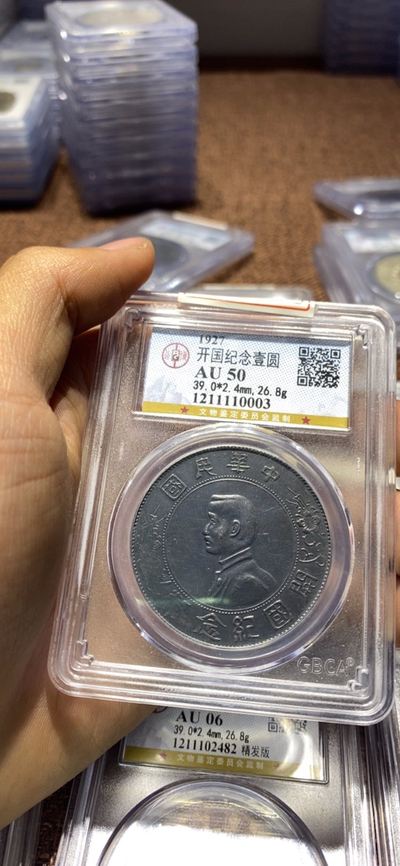 1927
开国纪念壹圆
AU 50
39.0*2.4mm,26.8g
1211110003
★ 文物鉴定委员会监制 ★
中華民國
開國紀念
GBCA®
AU 06
39.0*2.4mm,26.8g
1211102482 精发版
文物鉴定委员会监制